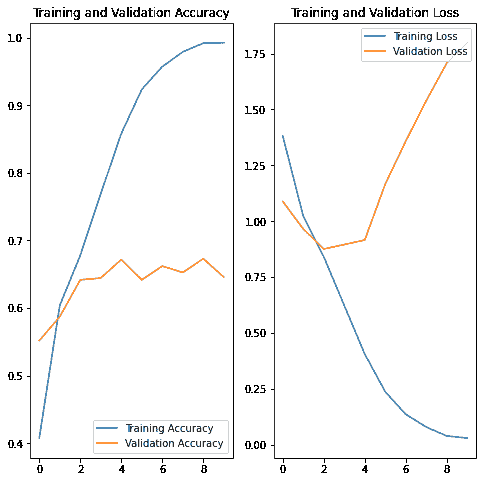 Training and Validation Accuracy
1.0
0.9
0.8
0.7
0.6
0.5
0.4
0 2 4 6 8
Training Accuracy
Validation Accuracy
Training and Validation Loss
1.75
1.50
1.25
1.00
0.75
0.50
0.25
0.00
0 2 4 6 8
Training Loss
Validation Loss